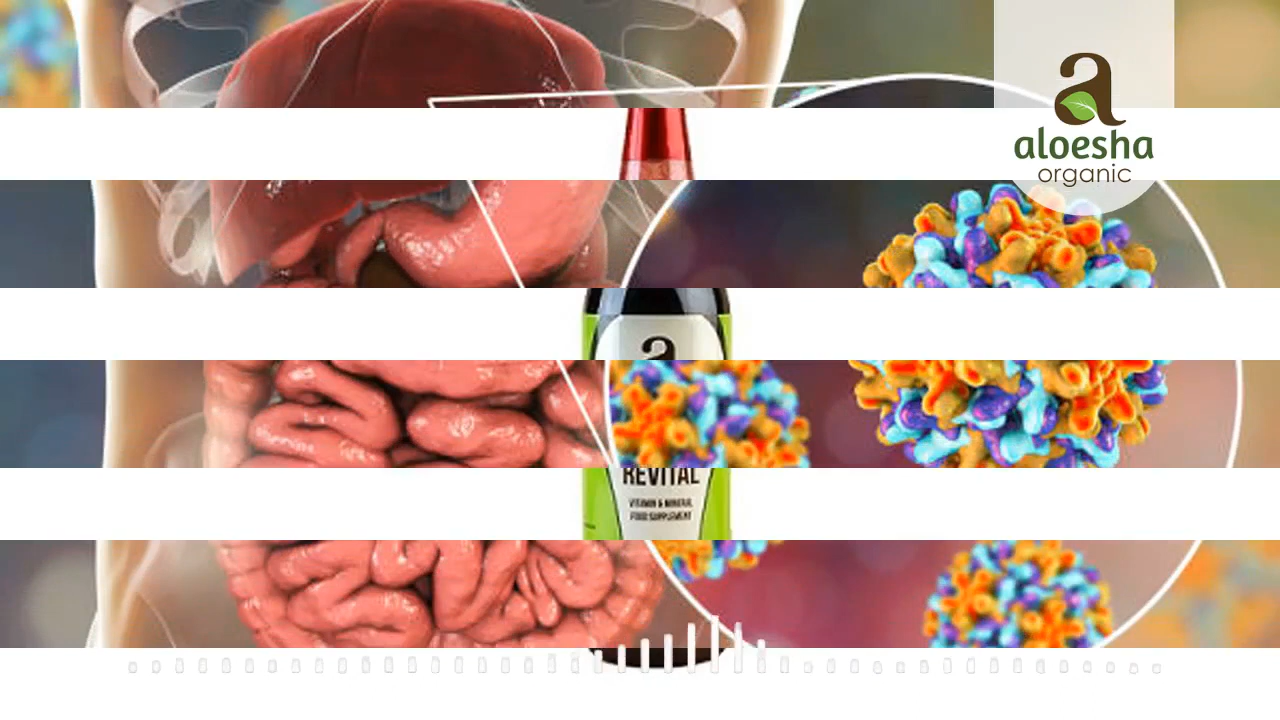 a
aloesha
organic
a
REVITAL
VITAMIN & MINERAL
FOOD SUPPLEMENT